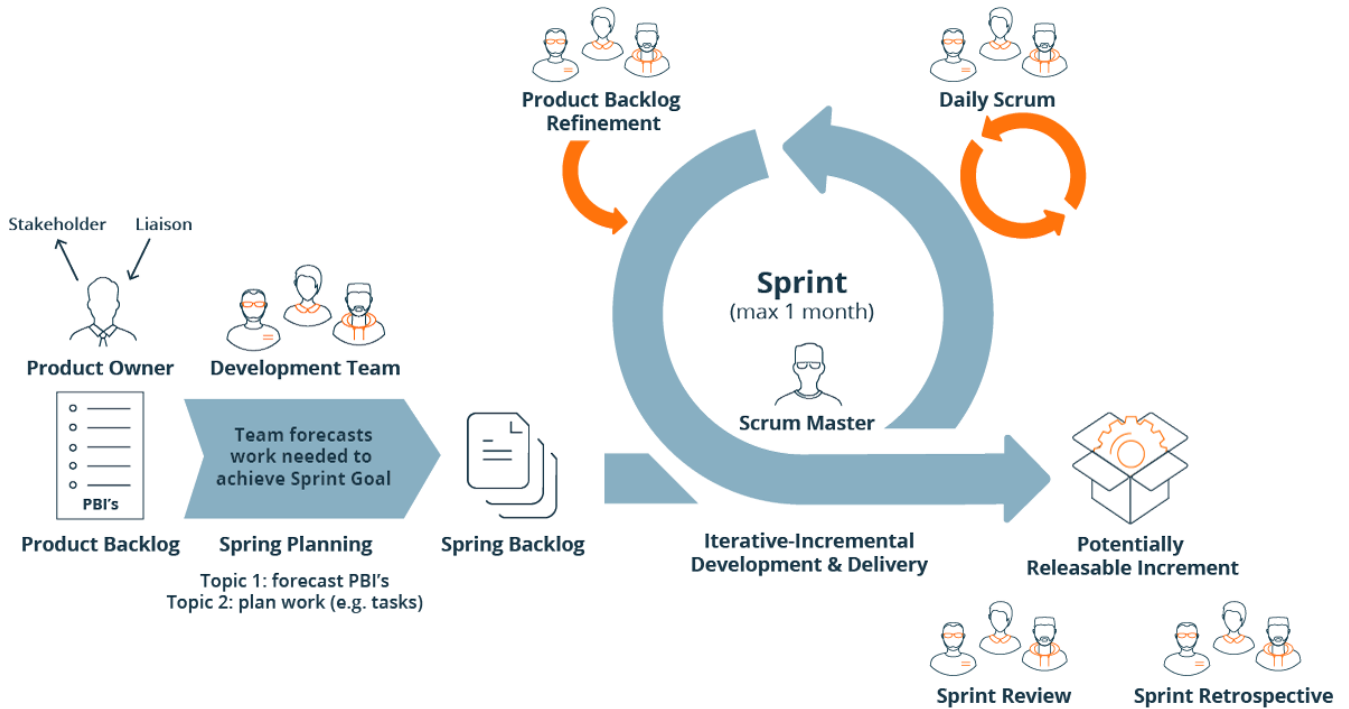 Stakeholder
Liaison
Product Owner
PBI's
Product Backlog
Development Team
Team forecasts
work needed to
achieve Sprint Goal
Spring Planning
Topic 1: forecast PBI's
Topic 2: plan work (e.g. tasks)
Spring Backlog
Product Backlog
Refinement
Daily Scrum
Sprint
(max 1 month)
Scrum Master
Iterative-Incremental
Development & Delivery
Potentially
Releasable Increment
Sprint Review
Sprint Retrospective